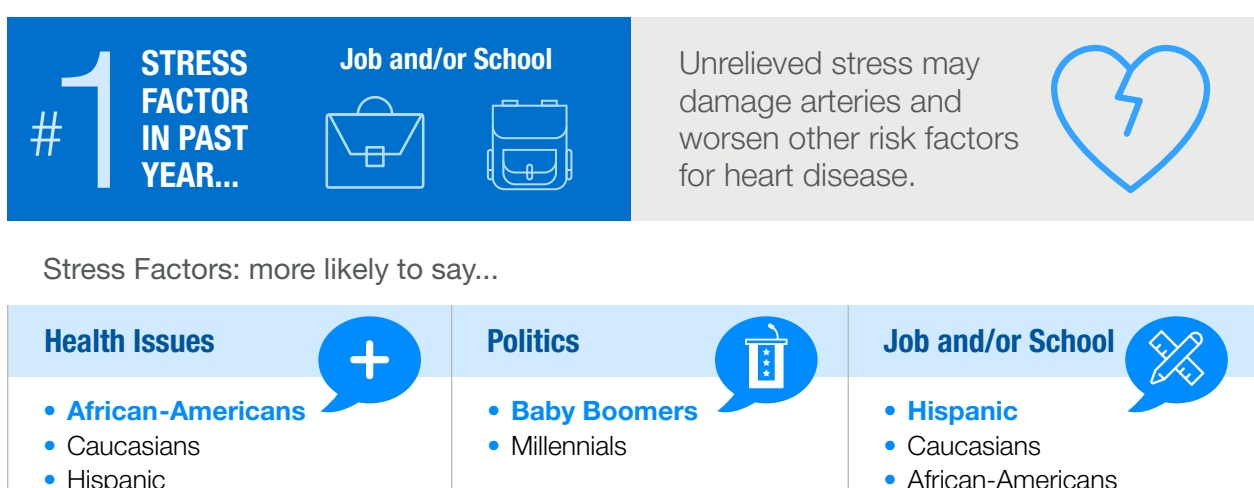 #1 STRESS
FACTOR
IN PAST
YEAR...
Job and/or School
Unrelieved stress may
damage arteries and
worsen other risk factors
for heart disease.
Stress Factors: more likely to say...
Health Issues
• African-Americans
• Caucasians
• Hispanic
Politics
• Baby Boomers
• Millennials
Job and/or School
• Hispanic
• Caucasians
• African-Americans